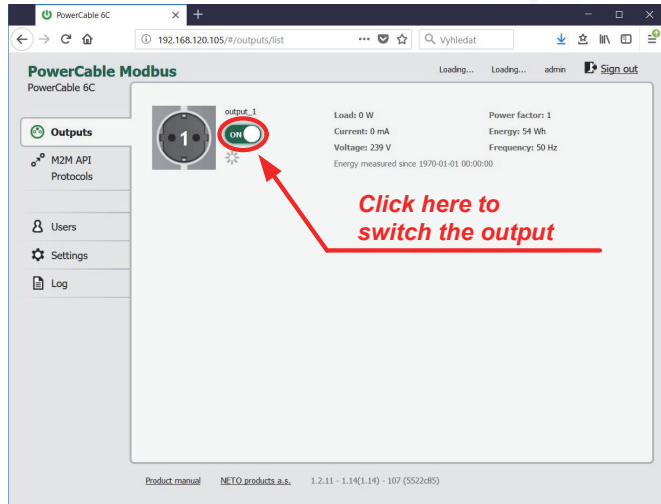 PowerCable 6C
192.168.120.105/#/outputs/list
Vyhledat
PowerCable Modbus
PowerCable 6C
Loading... Loading... admin Sign out
Outputs
M2M API
Protocols
Users
Settings
Log
output_1
1
ON
Load: 0 W
Current: 0 mA
Voltage: 239 V
Power factor: 1
Energy: 54 Wh
Frequency: 50 Hz
Energy measured since 1970-01-01 00:00:00
Click here to
switch the output
Product manual NETO products a.s. 1.2.11 - 1.14(1.14) - 107 (5522c85)